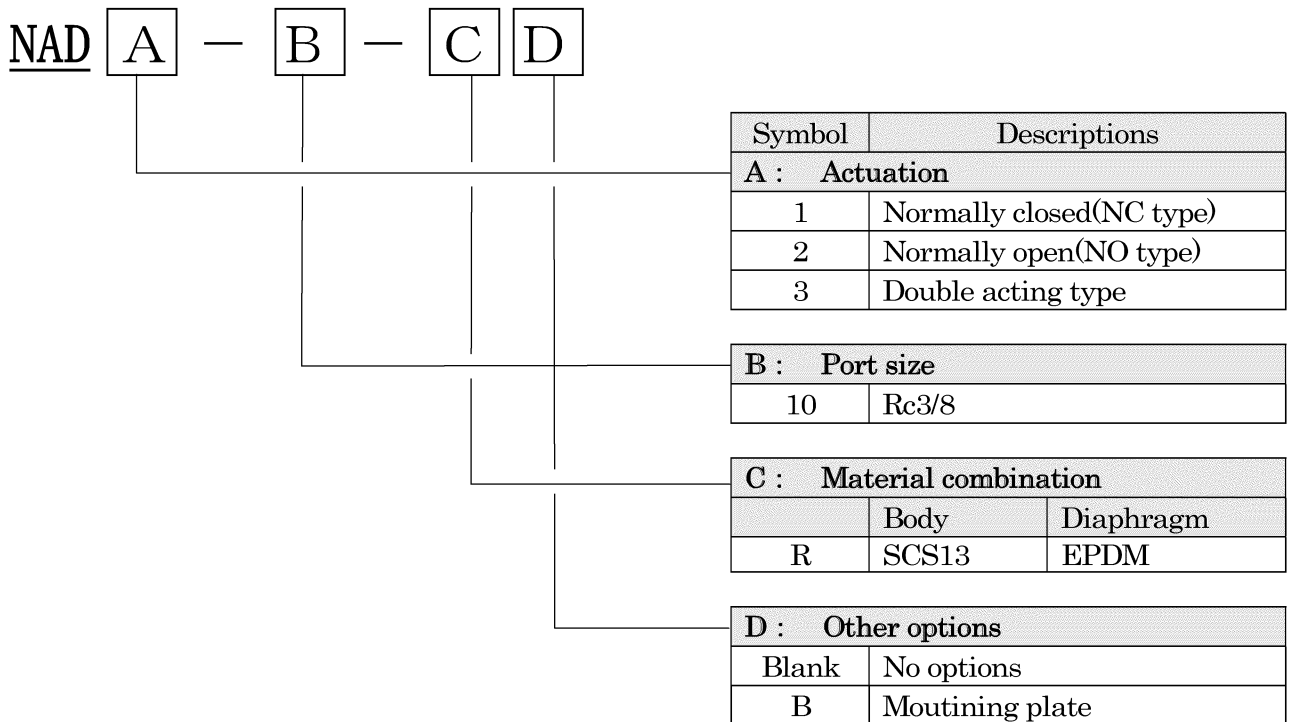 NAD A － B － C D
Symbol Descriptions
A : Actuation
1 Normally closed(NC type)
2 Normally open(NO type)
3 Double acting type
B : Port size
10 Rc3/8
C : Material combination
Body Diaphragm
R SCS13 EPDM
D : Other options
Blank No options
B Moutining plate